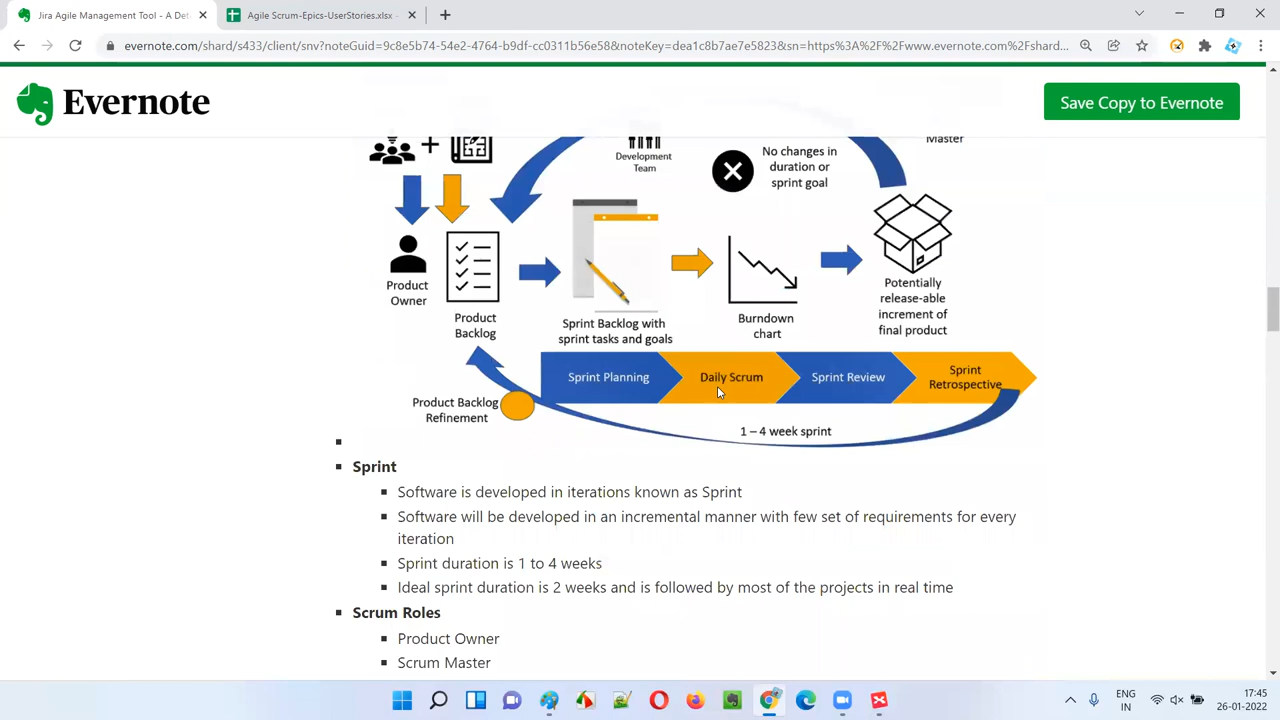 Jira Agile Management Tool - A De
Agile Scrum-Epics-UserStories.xlsx -
evernote.com/shard/s433/client/snv?noteGuid=9c8e5b74-54e2-4764-b9df-cc0311b56e58&noteKey=dea1c8b7ae7c5823&sn=https%3A%2F%2Fwww.evernote.com%2Fshard...
Evernote
Save Copy to Evernote
Master
Development
Team
No changes in
duration or
sprint goal
Product
Owner
Product
Backlog
Sprint Backlog with
sprint tasks and goals
Burndown
chart
Potentially
release-able
increment of
final product
Sprint Planning
Daily Scrum
Sprint Review
Sprint
Retrospective
Product Backlog
Refinement
1 – 4 week sprint
Sprint
Software is developed in iterations known as Sprint
Software will be developed in an incremental manner with few set of requirements for every
iteration
Sprint duration is 1 to 4 weeks
Ideal sprint duration is 2 weeks and is followed by most of the projects in real time
Scrum Roles
Product Owner
Scrum Master
ENG
IN
17:45
26-01-2022